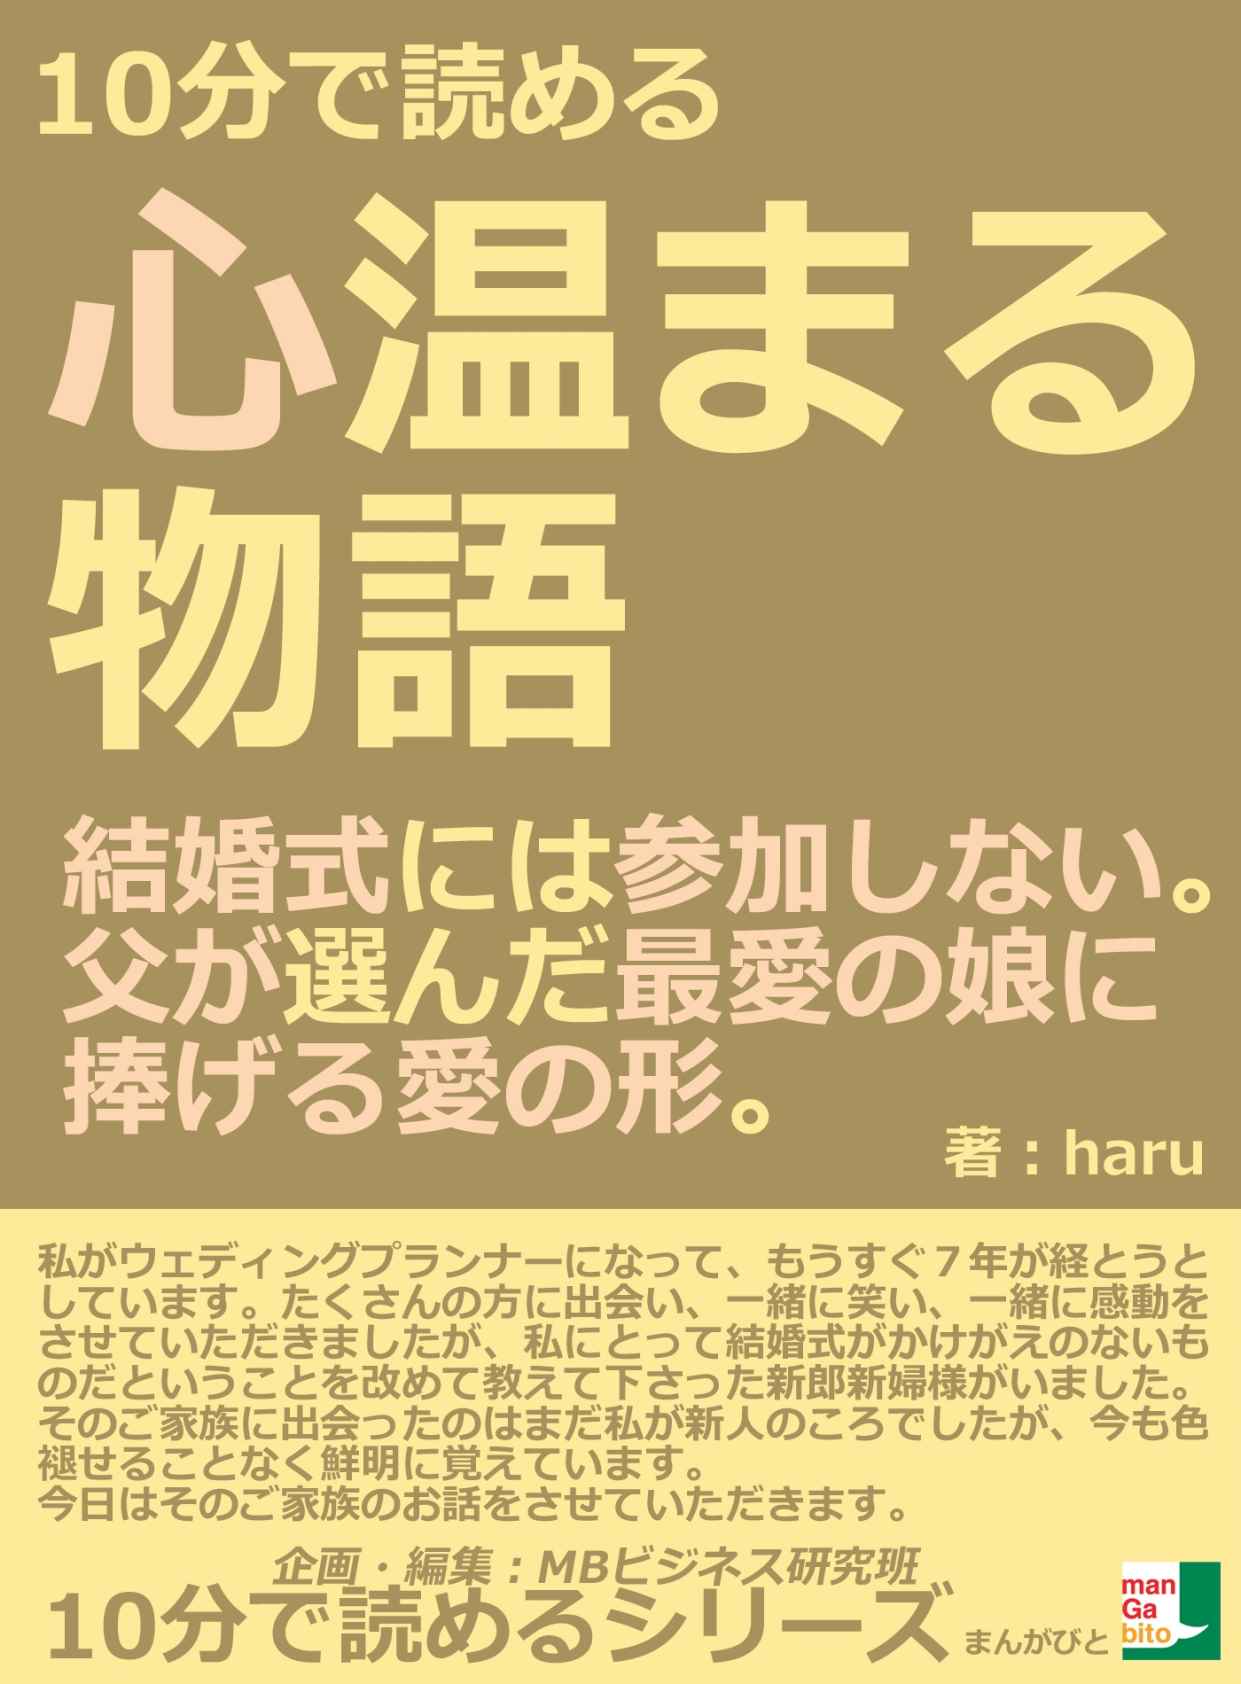 10分で読める
心温まる
物語
結婚式には参加しない。
父が選んだ最愛の娘に
捧げる愛の形。
著：haru
私がウェディングプランナーになって、もうすぐ７年が経とうと
しています。たくさんの方に出会い、一緒に笑い、一緒に感動を
させていただきましたが、私にとって結婚式がかけがえのないも
のだということを改めて教えて下さった新郎新婦様がいました。
そのご家族に出会ったのはまだ私が新人のころでしたが、今も色
褪せることなく鮮明に覚えています。
今日はそのご家族のお話をさせていただきます。
企画・編集：MBビジネス研究班
10分で読めるシリーズ まんがびと
man
Ga
bito